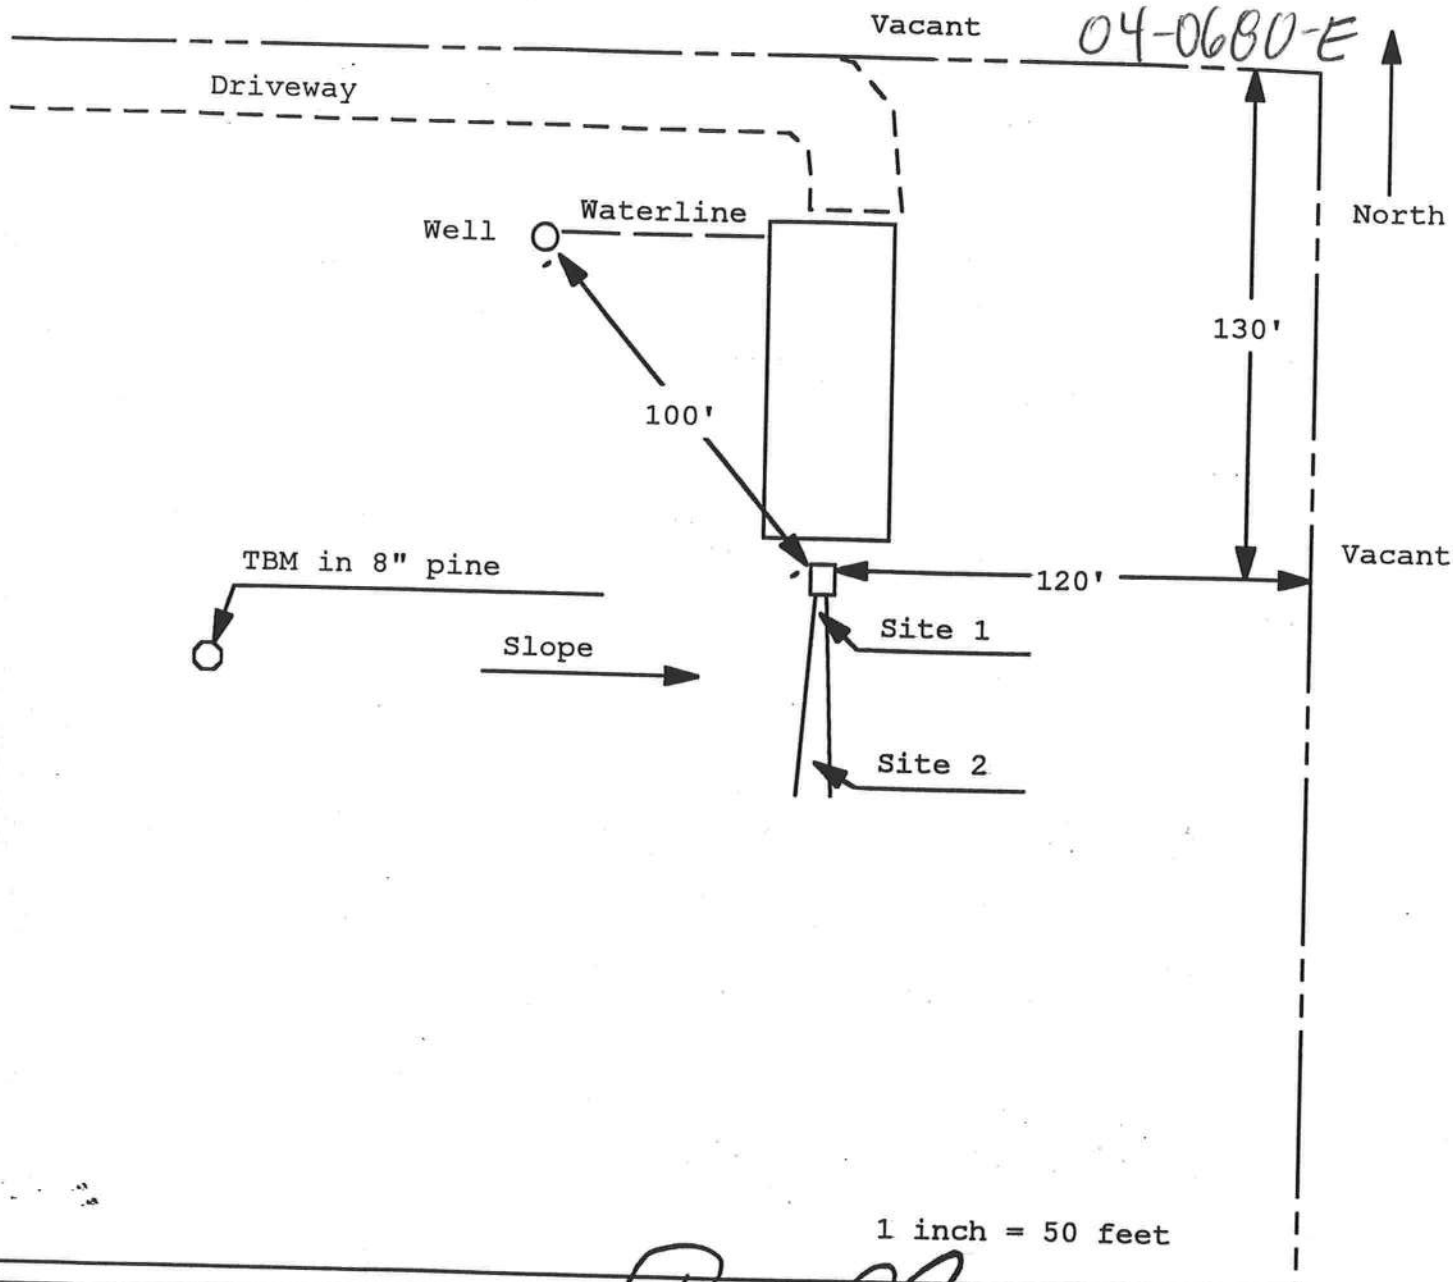 Vacant
04-0680-E
Driveway
North
Waterline
Well
130'
100'
Vacant
TBM in 8" pine
120'
Site 1
Slope
Site 2
1 inch = 50 feet